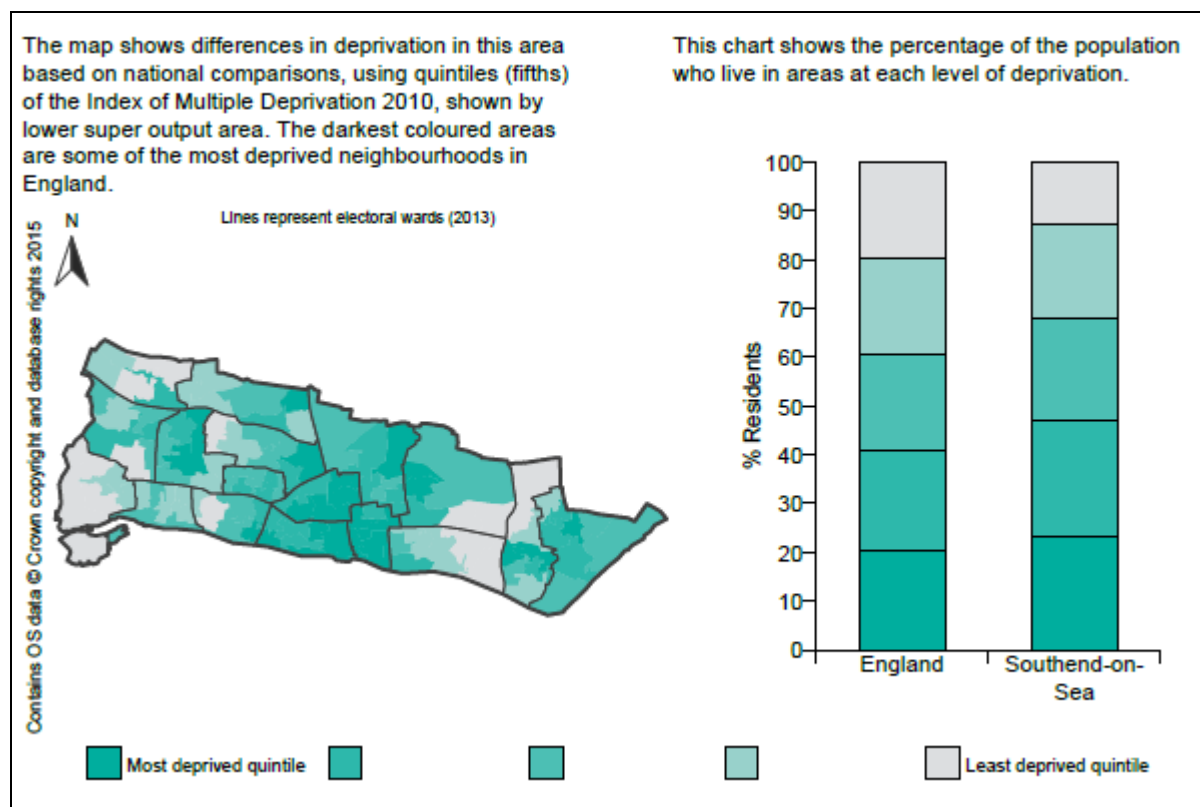 The map shows differences in deprivation in this area
based on national comparisons, using quintiles (fifths)
of the Index of Multiple Deprivation 2010, shown by
lower super output area. The darkest coloured areas
are some of the most deprived neighbourhoods in
England.
Lines represent electoral wards (2013)
N
Contains OS data © Crown copyright and database rights 2015
This chart shows the percentage of the population
who live in areas at each level of deprivation.
% Residents
100
90
80
70
60
50
40
30
20
10
0
England
Southend-on-
Sea
Most deprived quintile
Least deprived quintile